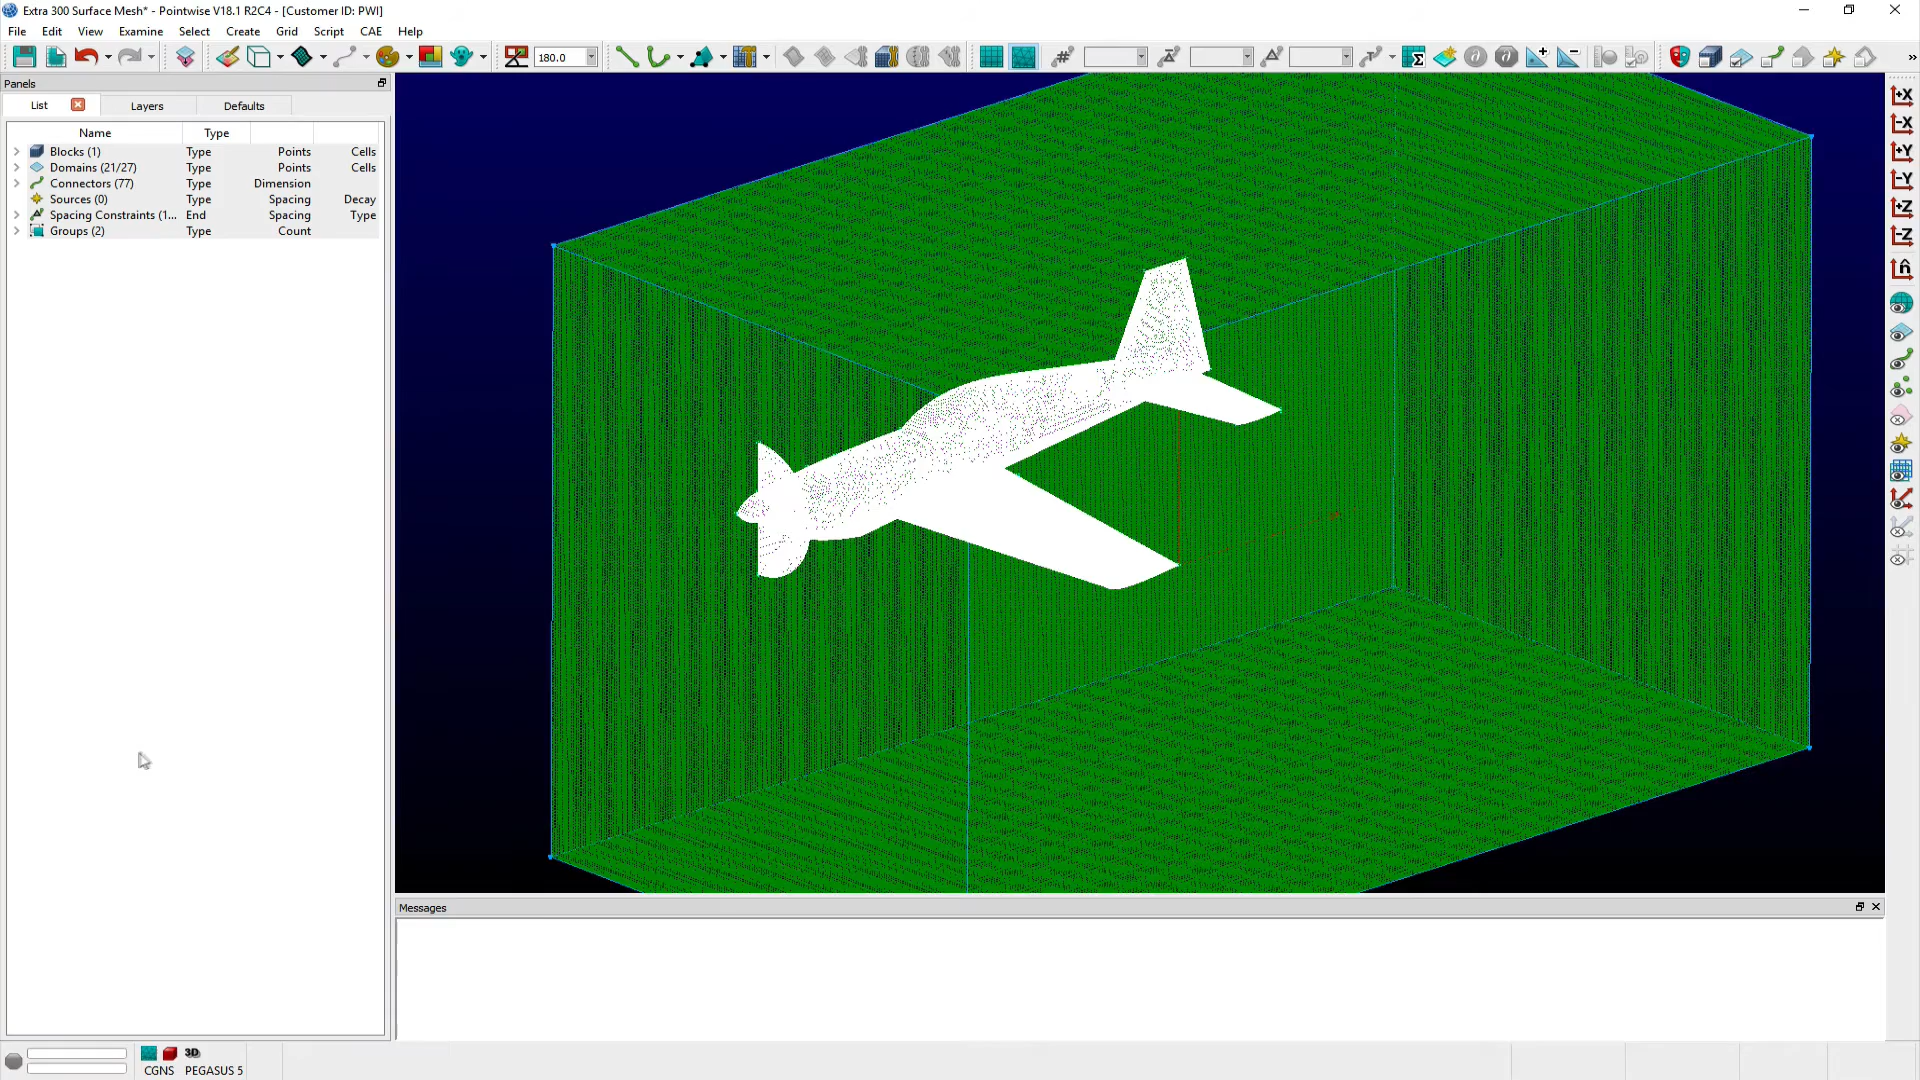 Extra 300 Surface Mesh* - Pointwise V18.1 R2C4 - [Customer ID: PWI]
File Edit View Examine Select Create Grid Script CAE Help
180.0
Panels
List Layers Defaults
Name Type
Blocks (1) Type Points Cells
Domains (21/27) Type Points Cells
Connectors (77) Type Dimension
Sources (0) Type Spacing Decay
Spacing Constraints (1... End Spacing Type
Groups (2) Type Count
+X
-X
+Y
-Y
+Z
-Z
n̂
Messages
3D
CGNS PEGASUS 5